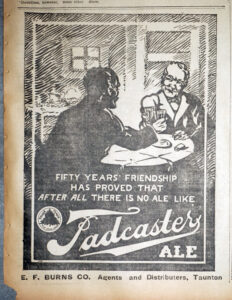 FIFTY YEARS' FRIENDSHIP
HAS PROVED THAT
AFTER ALL THERE IS NO ALE LIKE
Tadcaster
ALE
E. F. BURNS CO. Agents and Distributers, Taunton